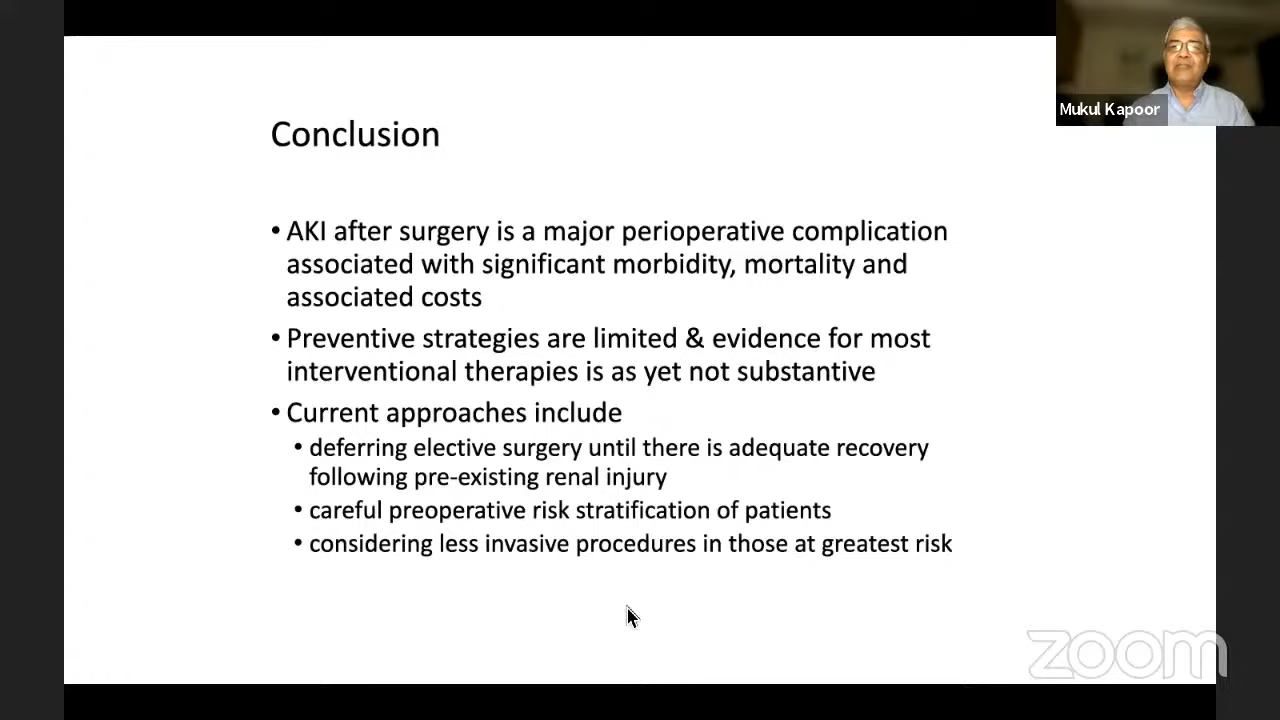 Mukul Kapoor
Conclusion
• AKI after surgery is a major perioperative complication
associated with significant morbidity, mortality and
associated costs
• Preventive strategies are limited & evidence for most
interventional therapies is as yet not substantive
• Current approaches include
• deferring elective surgery until there is adequate recovery
following pre-existing renal injury
• careful preoperative risk stratification of patients
• considering less invasive procedures in those at greatest risk
zoom